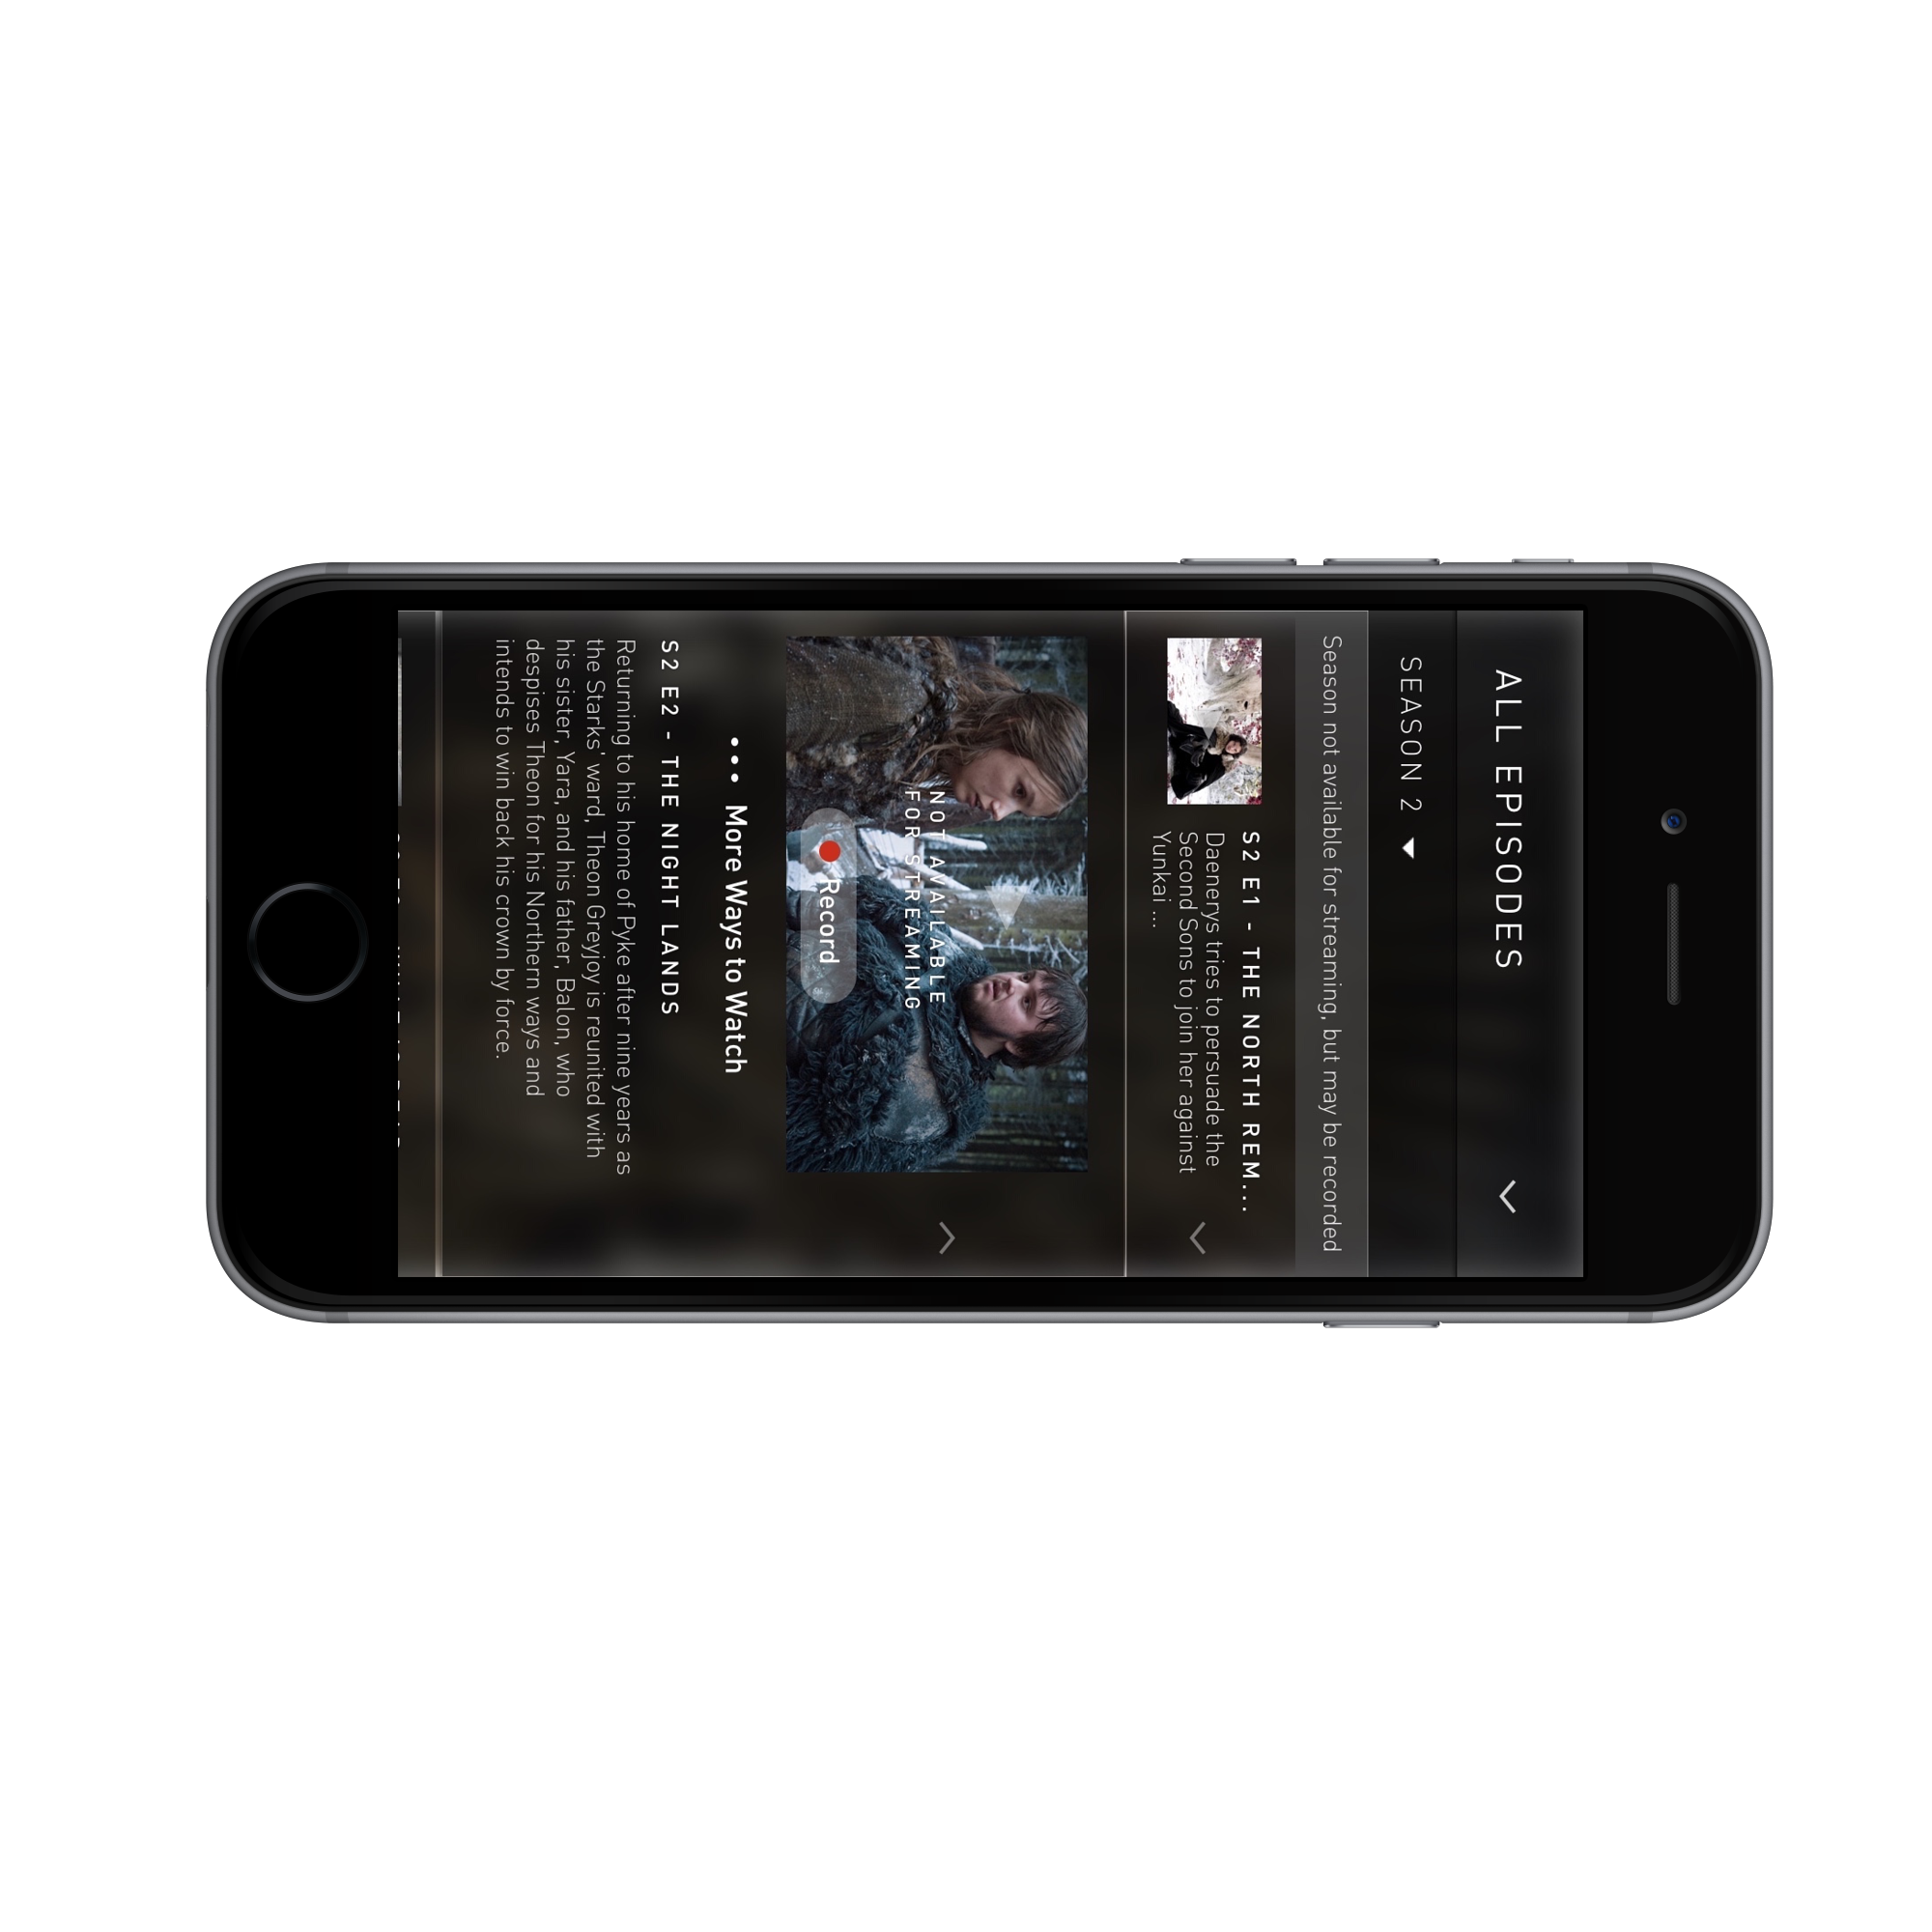 ALL EPISODES
SEASON 2
Season not available for streaming, but may be recorded
S2 E1 - THE NORTH REM...
Daenerys tries to persuade the
Second Sons to join her against
Yunkai ...
NOT AVAILABLE
FOR STREAMING
Record
••• More Ways to Watch
S2 E2 - THE NIGHT LANDS
Returning to his home of Pyke after nine years as
the Starks' ward, Theon Greyjoy is reunited with
his sister, Yara, and his father, Balon, who
despises Theon for his Northern ways and
intends to win back his crown by force.